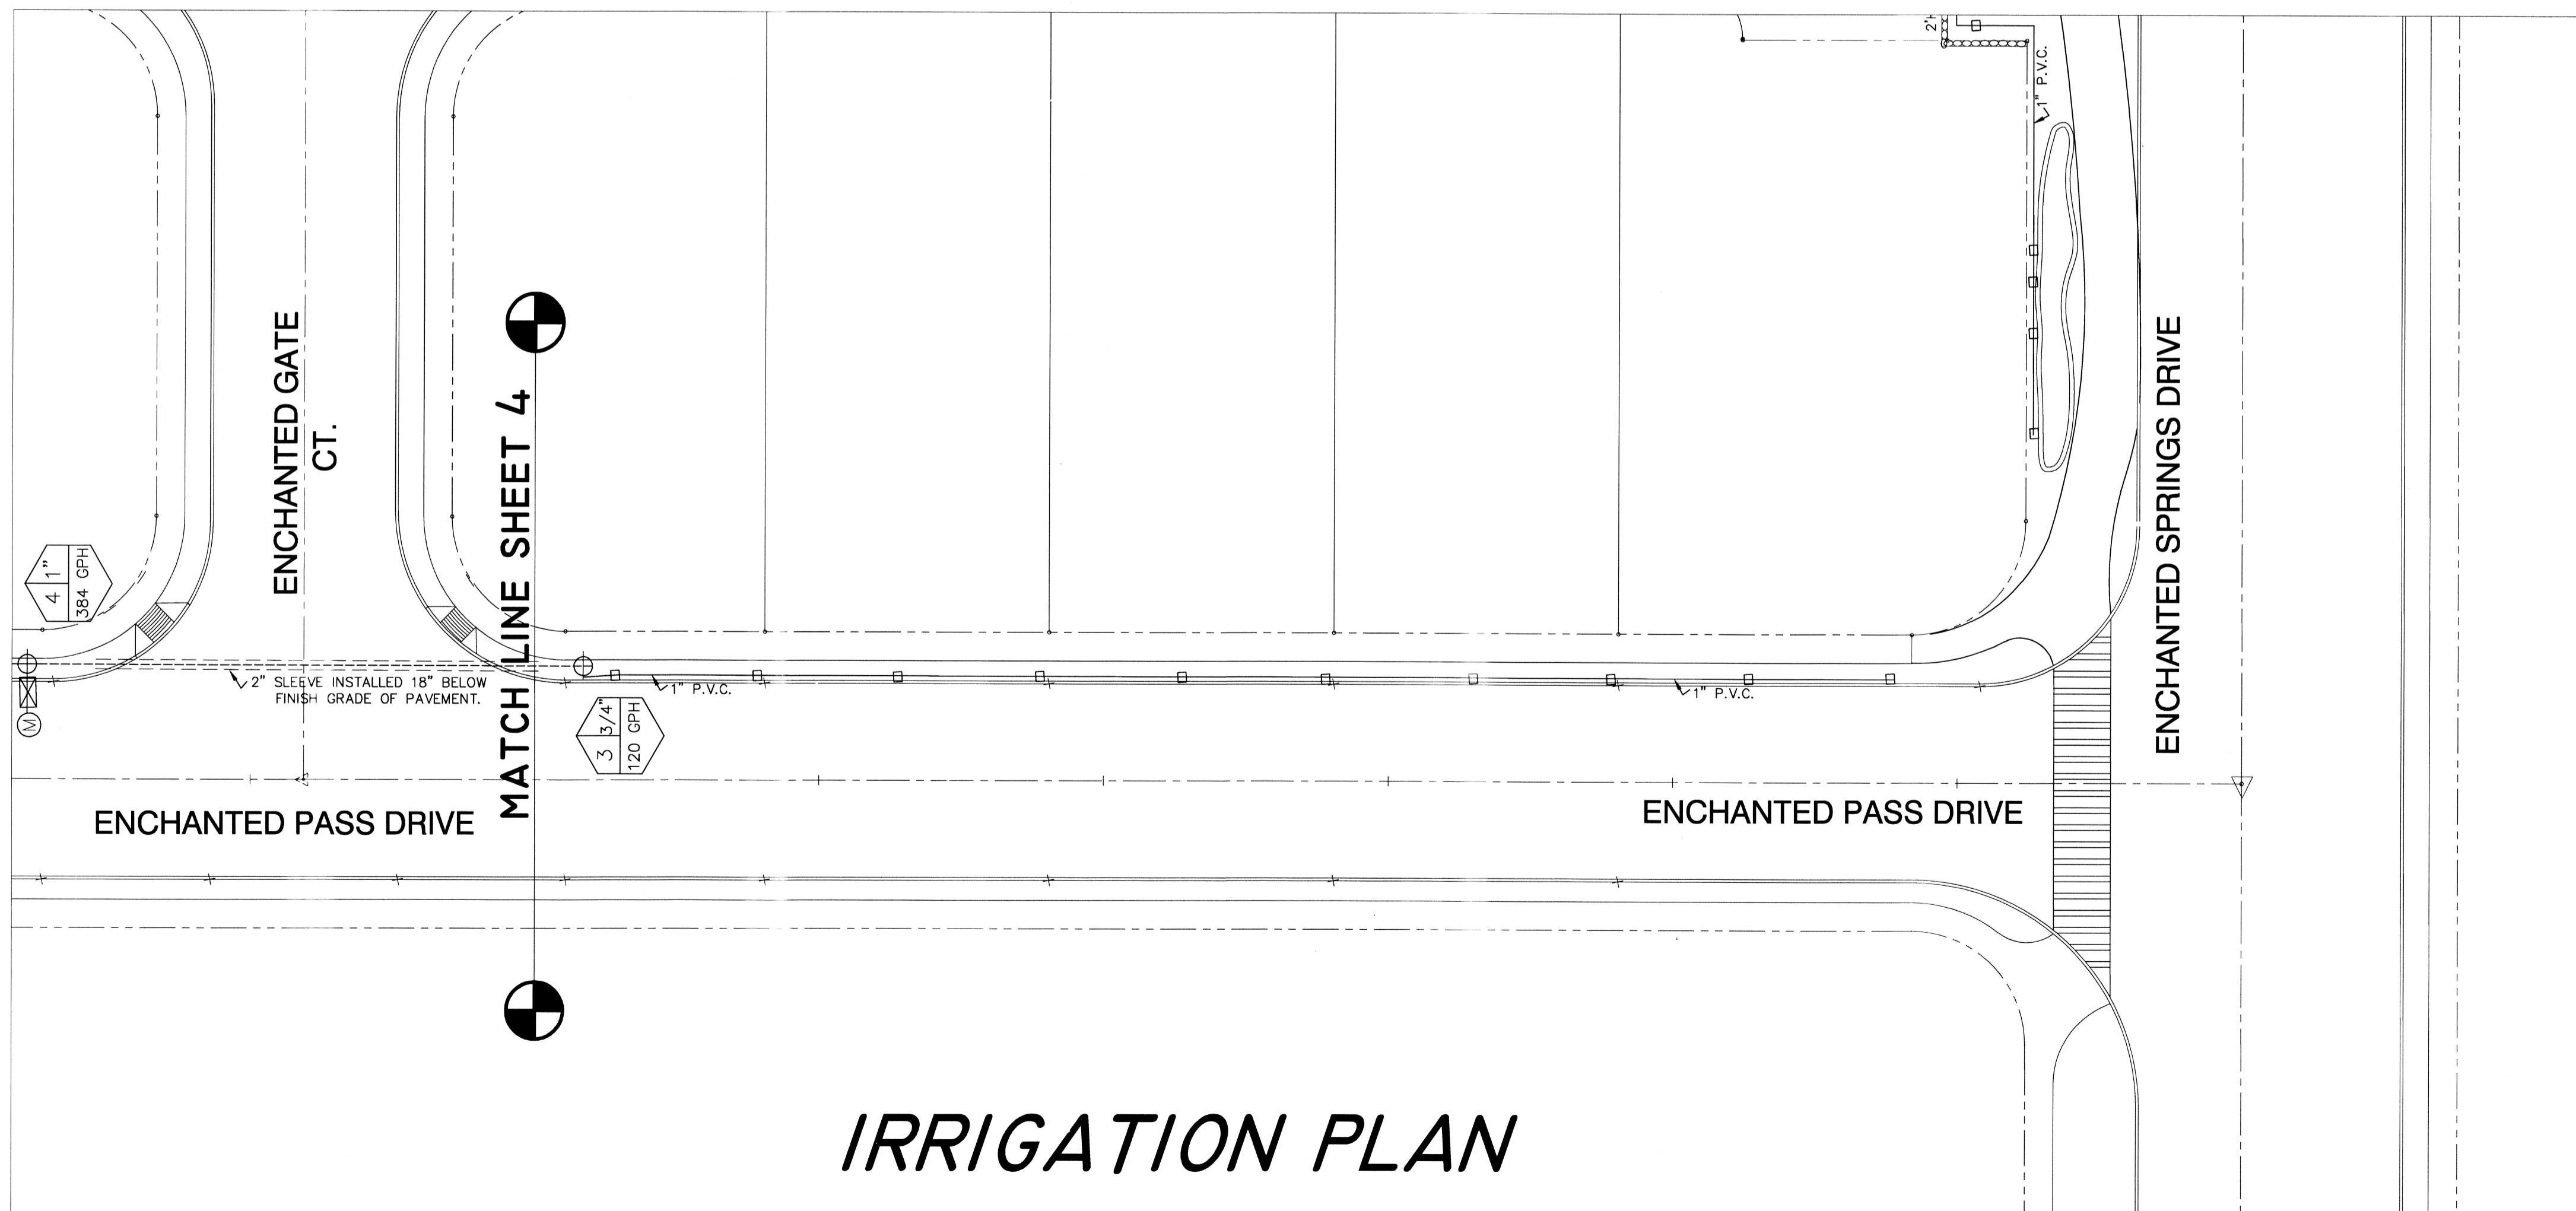 2'H
1" P.V.C.
ENCHANTED GATE
CT.
MATCH LINE SHEET 4
ENCHANTED SPRINGS DRIVE
4 1"
384 GPH
2" SLEEVE INSTALLED 18" BELOW
FINISH GRADE OF PAVEMENT.
M
1" P.V.C.
1" P.V.C.
3 3/4"
120 GPH
ENCHANTED PASS DRIVE
ENCHANTED PASS DRIVE
IRRIGATION PLAN